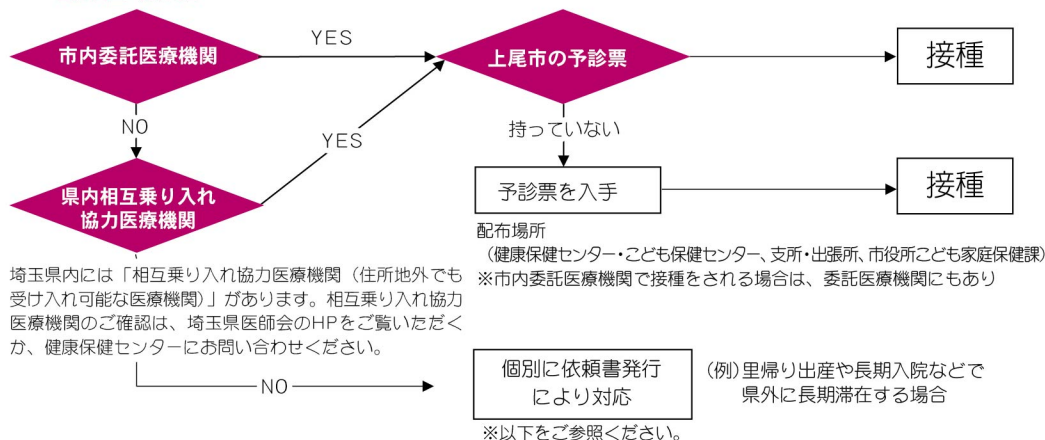 市内委託医療機関
YES
上尾市の予診票
接種
NO
YES
持っていない
県内相互乗り入れ
協力医療機関
予診票を入手
接種
配布場所
(健康保健センター・こども保健センター、支所・出張所、市役所こども家庭保健課)
※市内委託医療機関で接種をされる場合は、委託医療機関にもあり
埼玉県内には「相互乗り入れ協力医療機関(住所地外でも
受け入れ可能な医療機関)」があります。相互乗り入れ協力
医療機関のご確認は、埼玉県医師会のHPをご覧いただく
か、健康保健センターにお問い合わせください。
NO
個別に依頼書発行
により対応
(例)里帰り出産や長期入院などで
県外に長期滞在する場合
※以下をご参照ください。